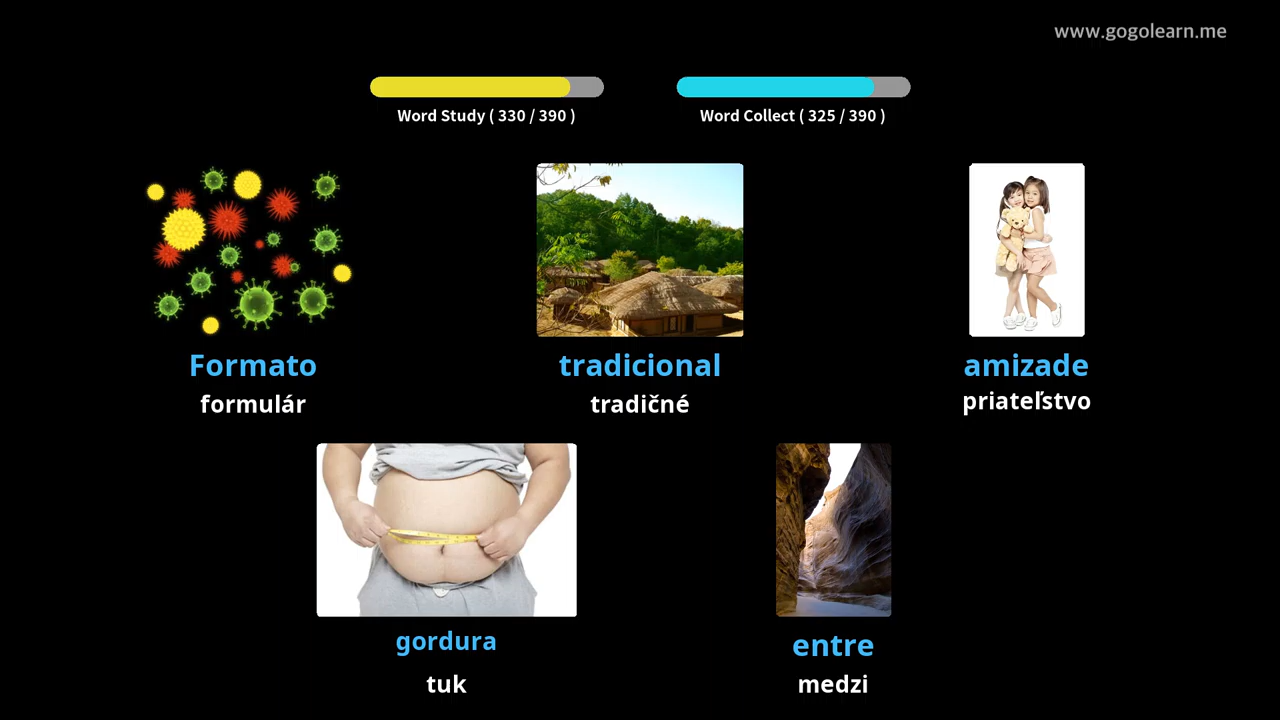 www.gogolearn.me
Word Study ( 330 / 390 )
Word Collect ( 325 / 390 )
Formato
formulár
tradicional
tradičné
amizade
priateľstvo
gordura
tuk
entre
medzi